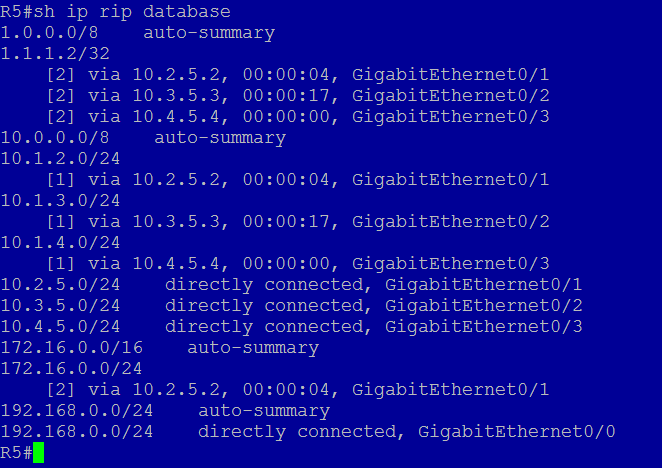 R5#sh ip rip database
1.0.0.0/8    auto-summary
1.1.1.2/32
    [2] via 10.2.5.2, 00:00:04, GigabitEthernet0/1
    [2] via 10.3.5.3, 00:00:17, GigabitEthernet0/2
    [2] via 10.4.5.4, 00:00:00, GigabitEthernet0/3
10.0.0.0/8    auto-summary
10.1.2.0/24
    [1] via 10.2.5.2, 00:00:04, GigabitEthernet0/1
10.1.3.0/24
    [1] via 10.3.5.3, 00:00:17, GigabitEthernet0/2
10.1.4.0/24
    [1] via 10.4.5.4, 00:00:00, GigabitEthernet0/3
10.2.5.0/24    directly connected, GigabitEthernet0/1
10.3.5.0/24    directly connected, GigabitEthernet0/2
10.4.5.0/24    directly connected, GigabitEthernet0/3
172.16.0.0/16    auto-summary
172.16.0.0/24
    [2] via 10.2.5.2, 00:00:04, GigabitEthernet0/1
192.168.0.0/24    auto-summary
192.168.0.0/24    directly connected, GigabitEthernet0/0
R5#